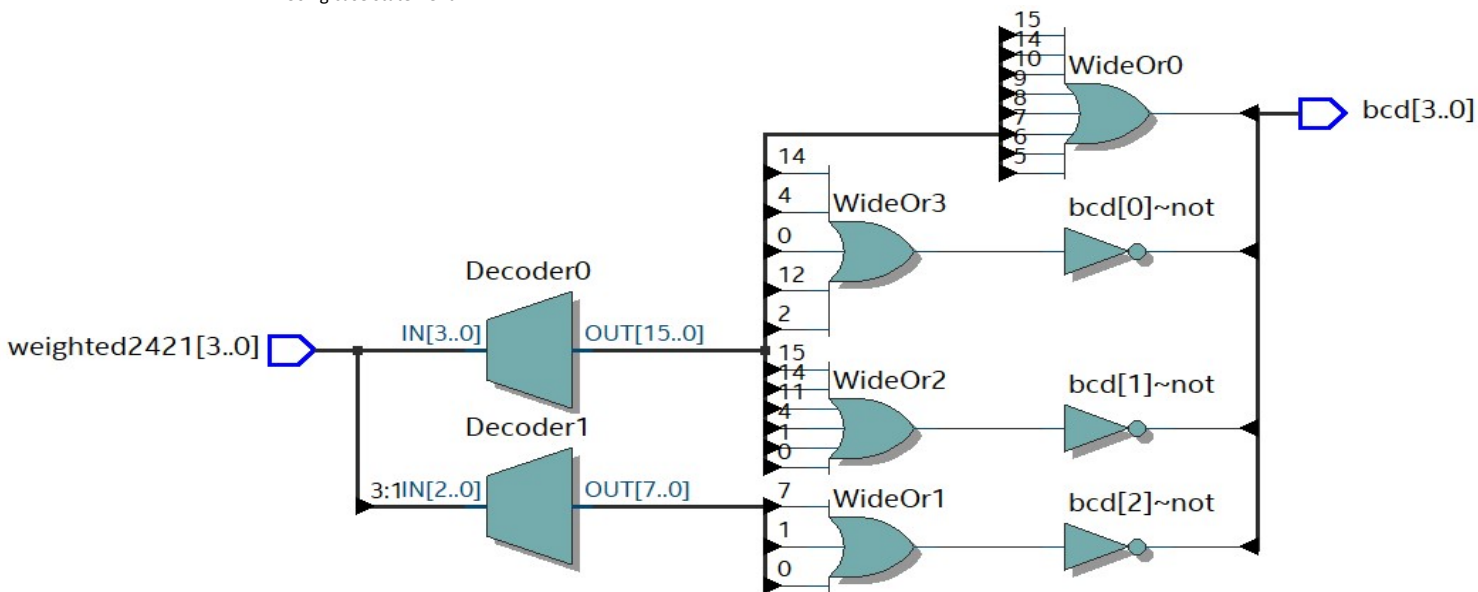 15
14
10
9
8
7
6
5
WideOr0
bcd[3..0]
14
4
0
12
2
WideOr3
bcd[0]~not
Decoder0
IN[3..0]
OUT[15..0]
weighted2421[3..0]
15
14
11
4
1
0
WideOr2
bcd[1]~not
Decoder1
3:1
IN[2..0]
OUT[7..0]
7
1
0
WideOr1
bcd[2]~not